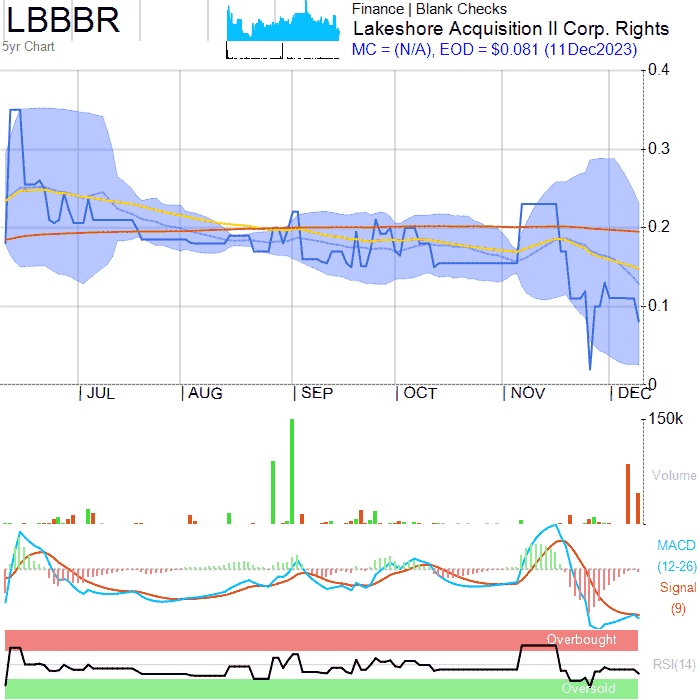 LBBBR
5yr Chart
Finance | Blank Checks
Lakeshore Acquisition II Corp. Rights
MC = (N/A), EOD = $0.081 (11Dec2023)
0.4
0.3
0.2
0.1
0
JUL
AUG
SEP
OCT
NOV
DEC
150k
Volume
MACD
(12-26)
Signal
(9)
Overbought
RSI(14)
Oversold